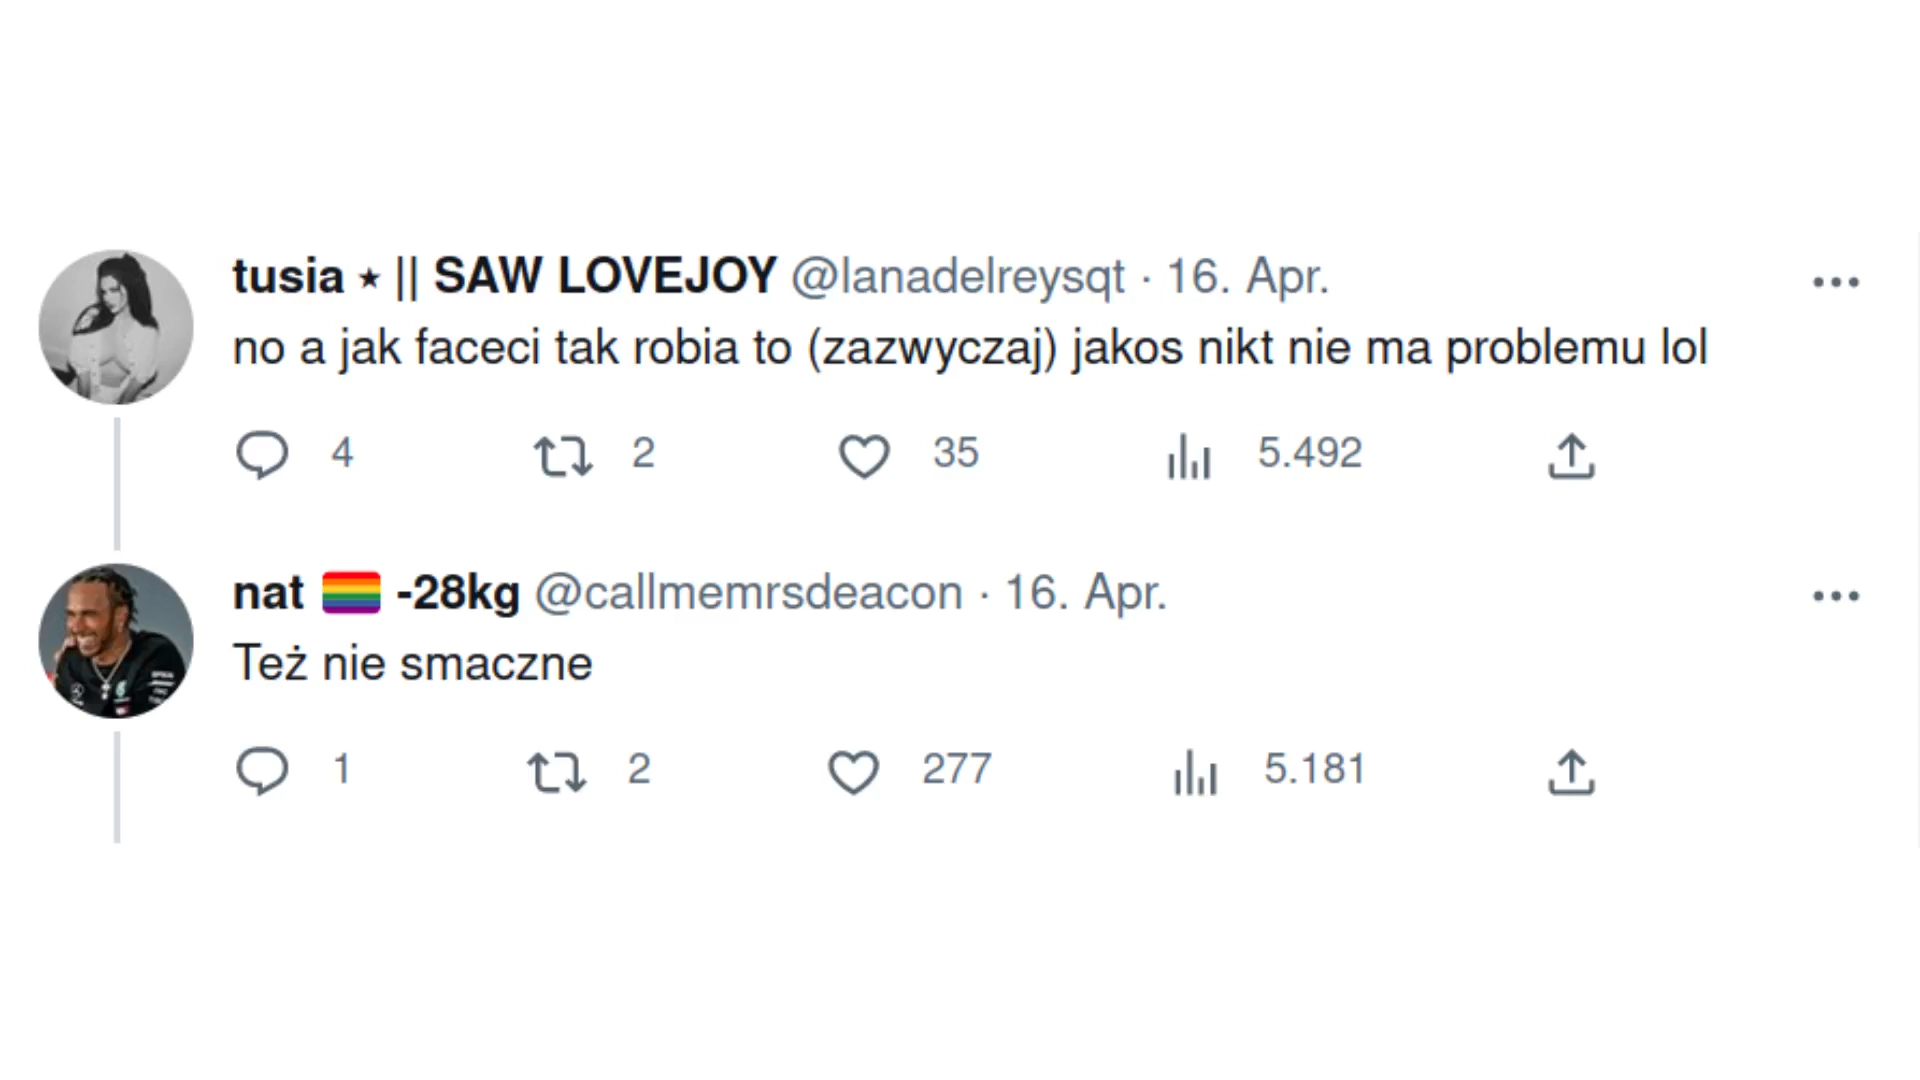 tusia ⋆ || SAW LOVEJOY @lanadelreysqt · 16. Apr.
no a jak faceci tak robia to (zazwyczaj) jakos nikt nie ma problemu lol
4 2 35 5.492
nat 🏳️‍🌈 -28kg @callmemrsdeacon · 16. Apr.
Też nie smaczne
1 2 277 5.181